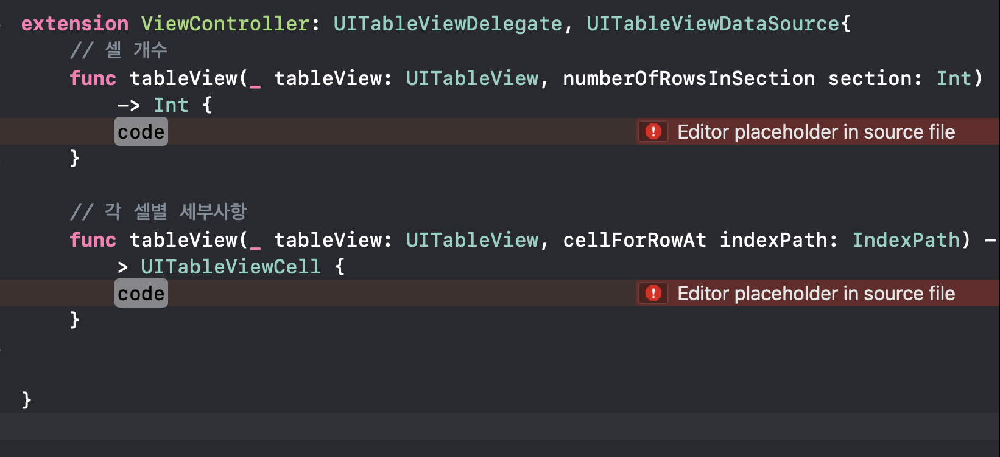 extension ViewController: UITableViewDelegate, UITableViewDataSource{
// 셀 개수
func tableView(_ tableView: UITableView, numberOfRowsInSection section: Int)
-> Int {
code
Editor placeholder in source file
}
// 각 셀별 세부사항
func tableView(_ tableView: UITableView, cellForRowAt indexPath: IndexPath) -
> UITableViewCell {
code
Editor placeholder in source file
}
}